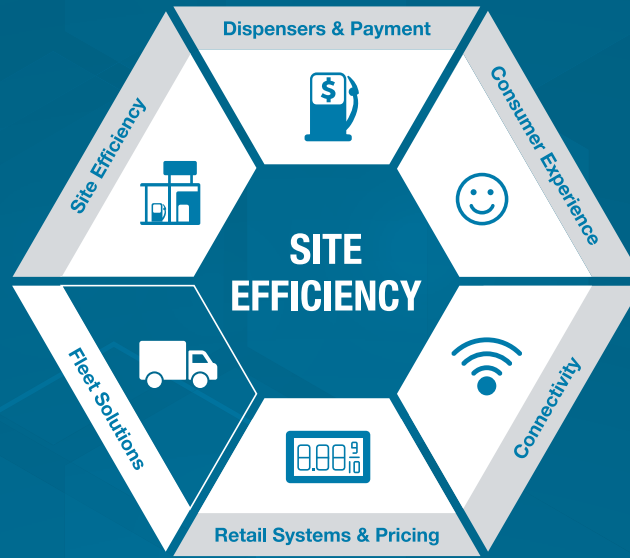 Dispensers & Payment
Site Efficiency
Consumer Experience
$
SITE
EFFICIENCY
Fleet Solutions
Connectivity
8.88 9/10
Retail Systems & Pricing